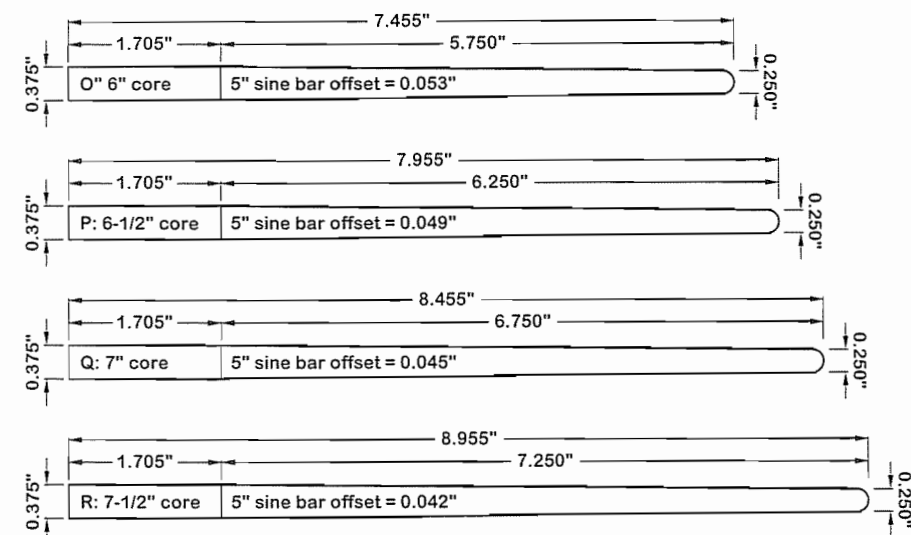 7.455"
1.705" 5.750"
0.375" O" 6" core 5" sine bar offset = 0.053" 0.250"
7.955"
1.705" 6.250"
0.375" P: 6-1/2" core 5" sine bar offset = 0.049" 0.250"
8.455"
1.705" 6.750"
0.375" Q: 7" core 5" sine bar offset = 0.045" 0.250"
8.955"
1.705" 7.250"
0.375" R: 7-1/2" core 5" sine bar offset = 0.042" 0.250"